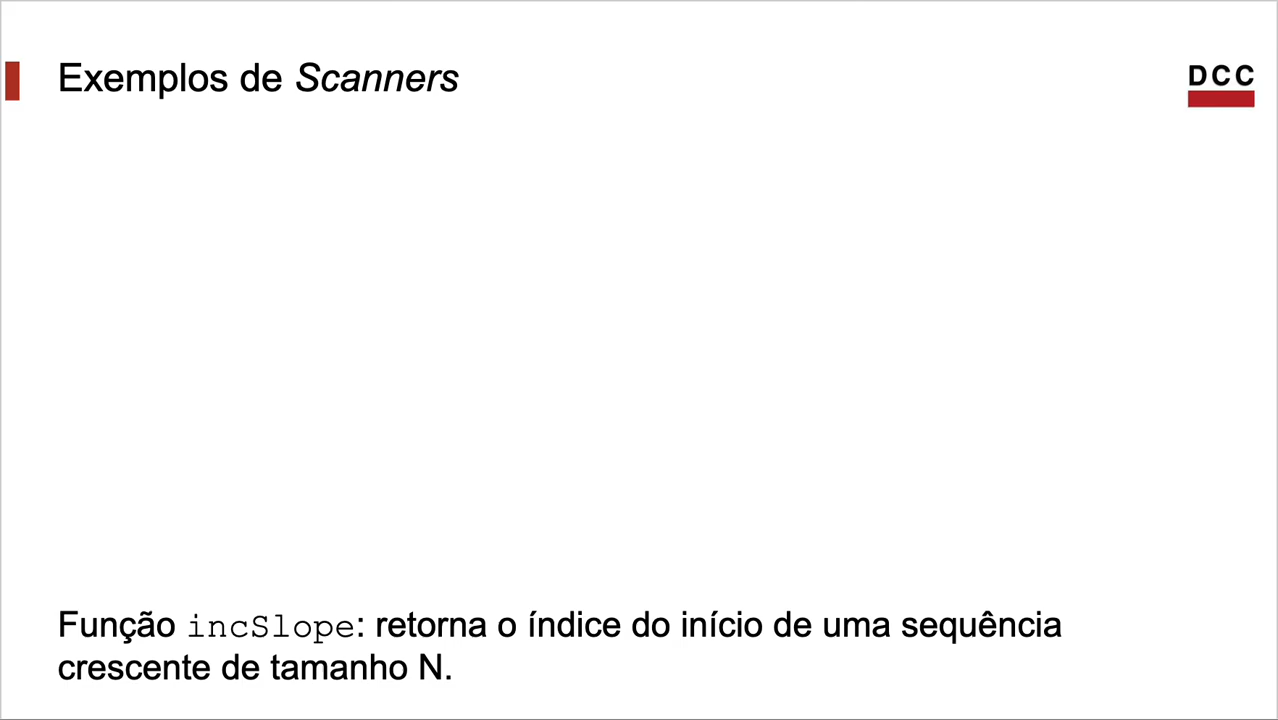 Exemplos de Scanners
DCC
Função incSlope: retorna o índice do início de uma sequência
crescente de tamanho N.